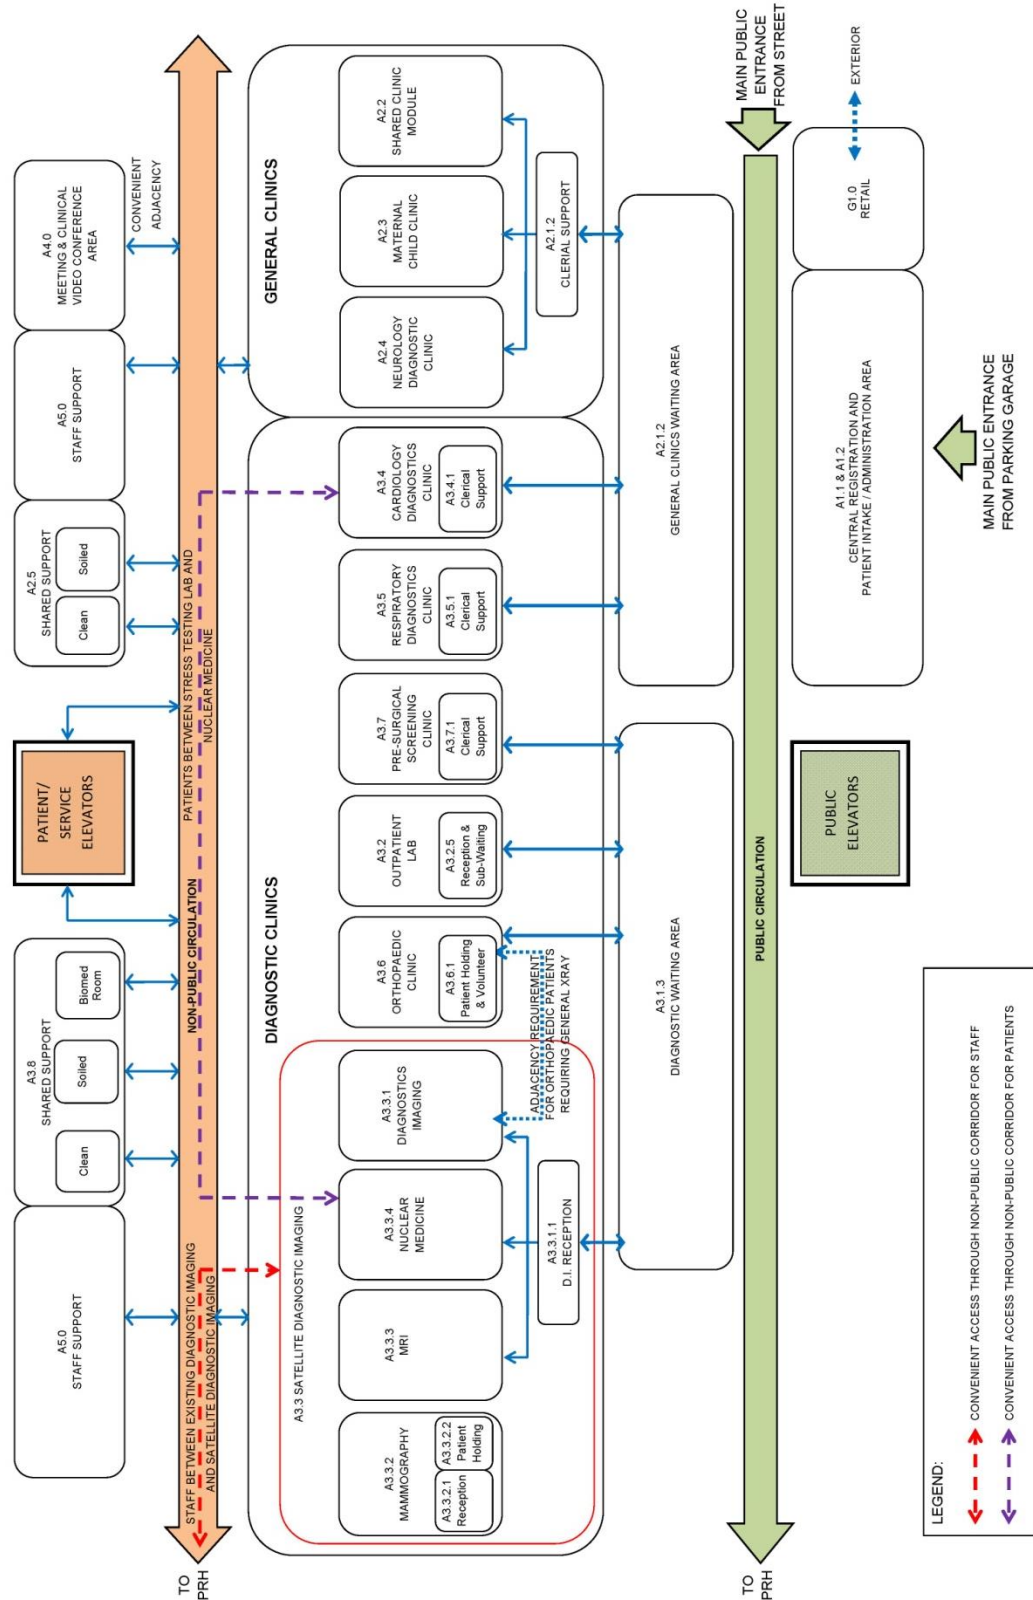 A5.0
STAFF SUPPORT
A3.8
SHARED SUPPORT
Clean
Soiled
Biomed
Room
PATIENT/
SERVICE
ELEVATORS
A2.5
SHARED SUPPORT
Clean
Soiled
A5.0
STAFF SUPPORT
A4.0
MEETING & CLINICAL
VIDEO CONFERENCE
AREA
CONVENIENT
ADJACENCY
TO
PRH
STAFF BETWEEN EXISTING DIAGNOSTIC IMAGING
AND SATELLITE DIAGNOSTIC IMAGING
NON-PUBLIC CIRCULATION
PATIENTS BETWEEN STRESS TESTING LAB AND
NUCLEAR MEDICINE
DIAGNOSTIC CLINICS
GENERAL CLINICS
A3.3 SATELLITE DIAGNOSTIC IMAGING
A3.3.2
MAMMOGRAPHY
A3.3.2.1
Reception
A3.3.2.2
Patient
Holding
A3.3.3
MRI
A3.3.4
NUCLEAR
MEDICINE
A3.3.1
DIAGNOSTICS
IMAGING
A3.3.1.1
D.I. RECEPTION
ADJACENCY REQUIREMENT
FOR ORTHOPAEDIC PATIENTS
REQUIRING GENERAL XRAY
A3.6
ORTHOPAEDIC
CLINIC
A3.6.1
Patient Holding
& Volunteer
A3.2
OUTPATIENT
LAB
A3.2.5
Reception &
Sub-Waiting
A3.7
PRE-SURGICAL
SCREENING
CLINIC
A3.7.1
Clerical
Support
A3.5
RESPIRATORY
DIAGNOSTICS
CLINIC
A3.5.1
Clerical
Support
A3.4
CARDIOLOGY
DIAGNOSTICS
CLINIC
A3.4.1
Clerical
Support
A2.4
NEUROLOGY
DIAGNOSTIC
CLINIC
A2.3
MATERNAL
CHILD CLINIC
A2.2
SHARED CLINIC
MODULE
A2.1.2
CLERIAL SUPPORT
A3.1.3
DIAGNOSTIC WAITING AREA
A2.1.2
GENERAL CLINICS WAITING AREA
MAIN PUBLIC
ENTRANCE
FROM STREET
TO
PRH
PUBLIC CIRCULATION
PUBLIC
ELEVATORS
A1.1 & A1.2
CENTRAL REGISTRATION AND
PATIENT INTAKE / ADMINISTRATION AREA
G1.0
RETAIL
EXTERIOR
MAIN PUBLIC ENTRANCE
FROM PARKING GARAGE
LEGEND:
CONVENIENT ACCESS THROUGH NON-PUBLIC CORRIDOR FOR STAFF
CONVENIENT ACCESS THROUGH NON-PUBLIC CORRIDOR FOR PATIENTS